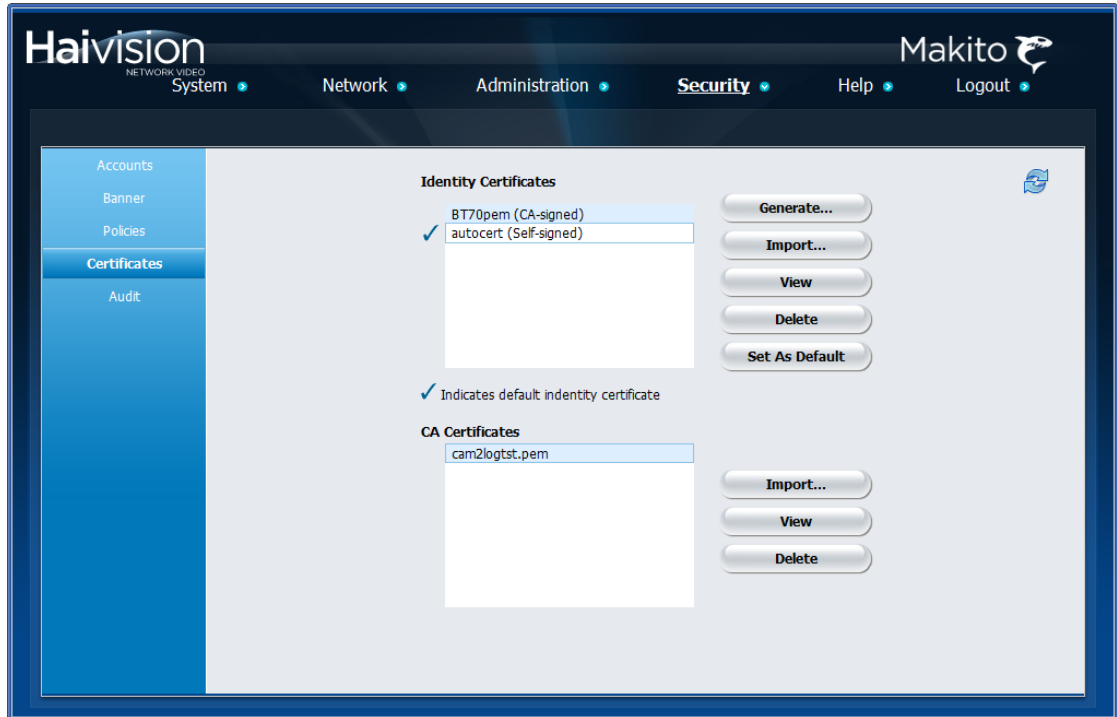 Haivision
NETWORK VIDEO
Makito
System
Network
Administration
Security
Help
Logout
Accounts
Banner
Policies
Certificates
Audit
Identity Certificates
BT70pem (CA-signed)
autocert (Self-signed)
Generate...
Import...
View
Delete
Set As Default
Indicates default indentity certificate
CA Certificates
cam2logtst.pem
Import...
View
Delete